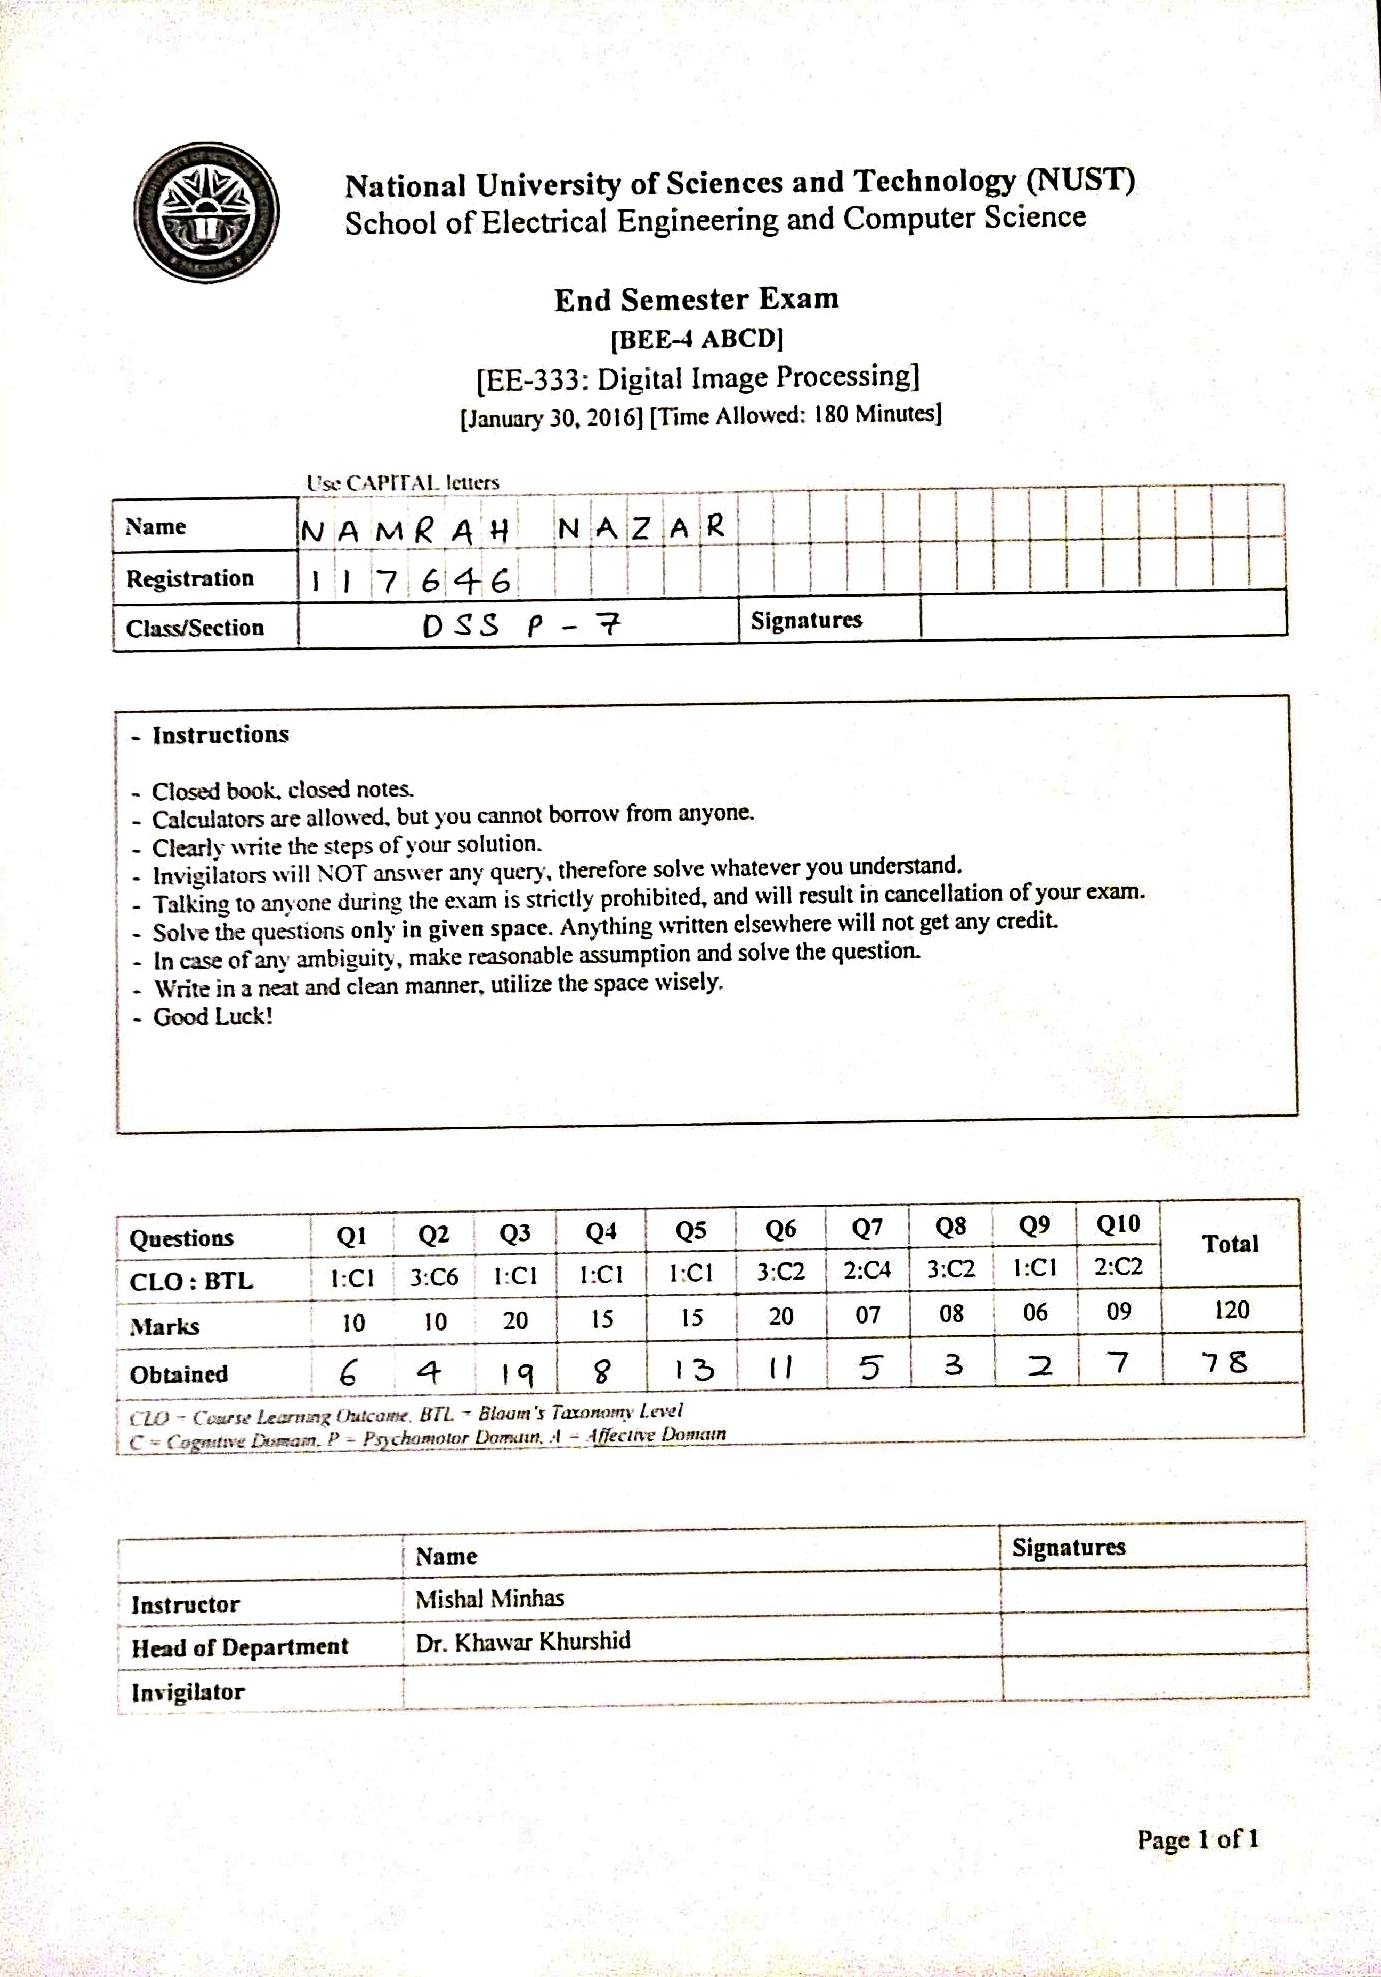 National University of Sciences and Technology (NUST)
School of Electrical Engineering and Computer Science
End Semester Exam
[BEE-4 ABCD]
[EE-333: Digital Image Processing]
[January 30, 2016] [Time Allowed: 180 Minutes]
Use CAPITAL letters
Name NAMRAH NAZAR
Registration 117646
Class/Section DSSP-7 Signatures
- Instructions
- Closed book, closed notes.
- Calculators are allowed, but you cannot borrow from anyone.
- Clearly write the steps of your solution.
- Invigilators will NOT answer any query, therefore solve whatever you understand.
- Talking to anyone during the exam is strictly prohibited, and will result in cancellation of your exam.
- Solve the questions only in given space. Anything written elsewhere will not get any credit.
- In case of any ambiguity, make reasonable assumption and solve the question.
- Write in a neat and clean manner, utilize the space wisely.
- Good Luck!
Questions Q1 Q2 Q3 Q4 Q5 Q6 Q7 Q8 Q9 Q10 Total
CLO : BTL 1:C1 3:C6 1:C1 1:C1 1:C1 3:C2 2:C4 3:C2 1:C1 2:C2
Marks 10 10 20 15 15 20 07 08 06 09 120
Obtained 6 4 19 8 13 11 5 3 2 7 78
CLO = Course Learning Outcome, BTL = Bloom's Taxonomy Level
C = Cognitive Domain, P = Psychomotor Domain, A = Affective Domain
Name Signatures
Instructor Mishal Minhas
Head of Department Dr. Khawar Khurshid
Invigilator
Page 1 of 1